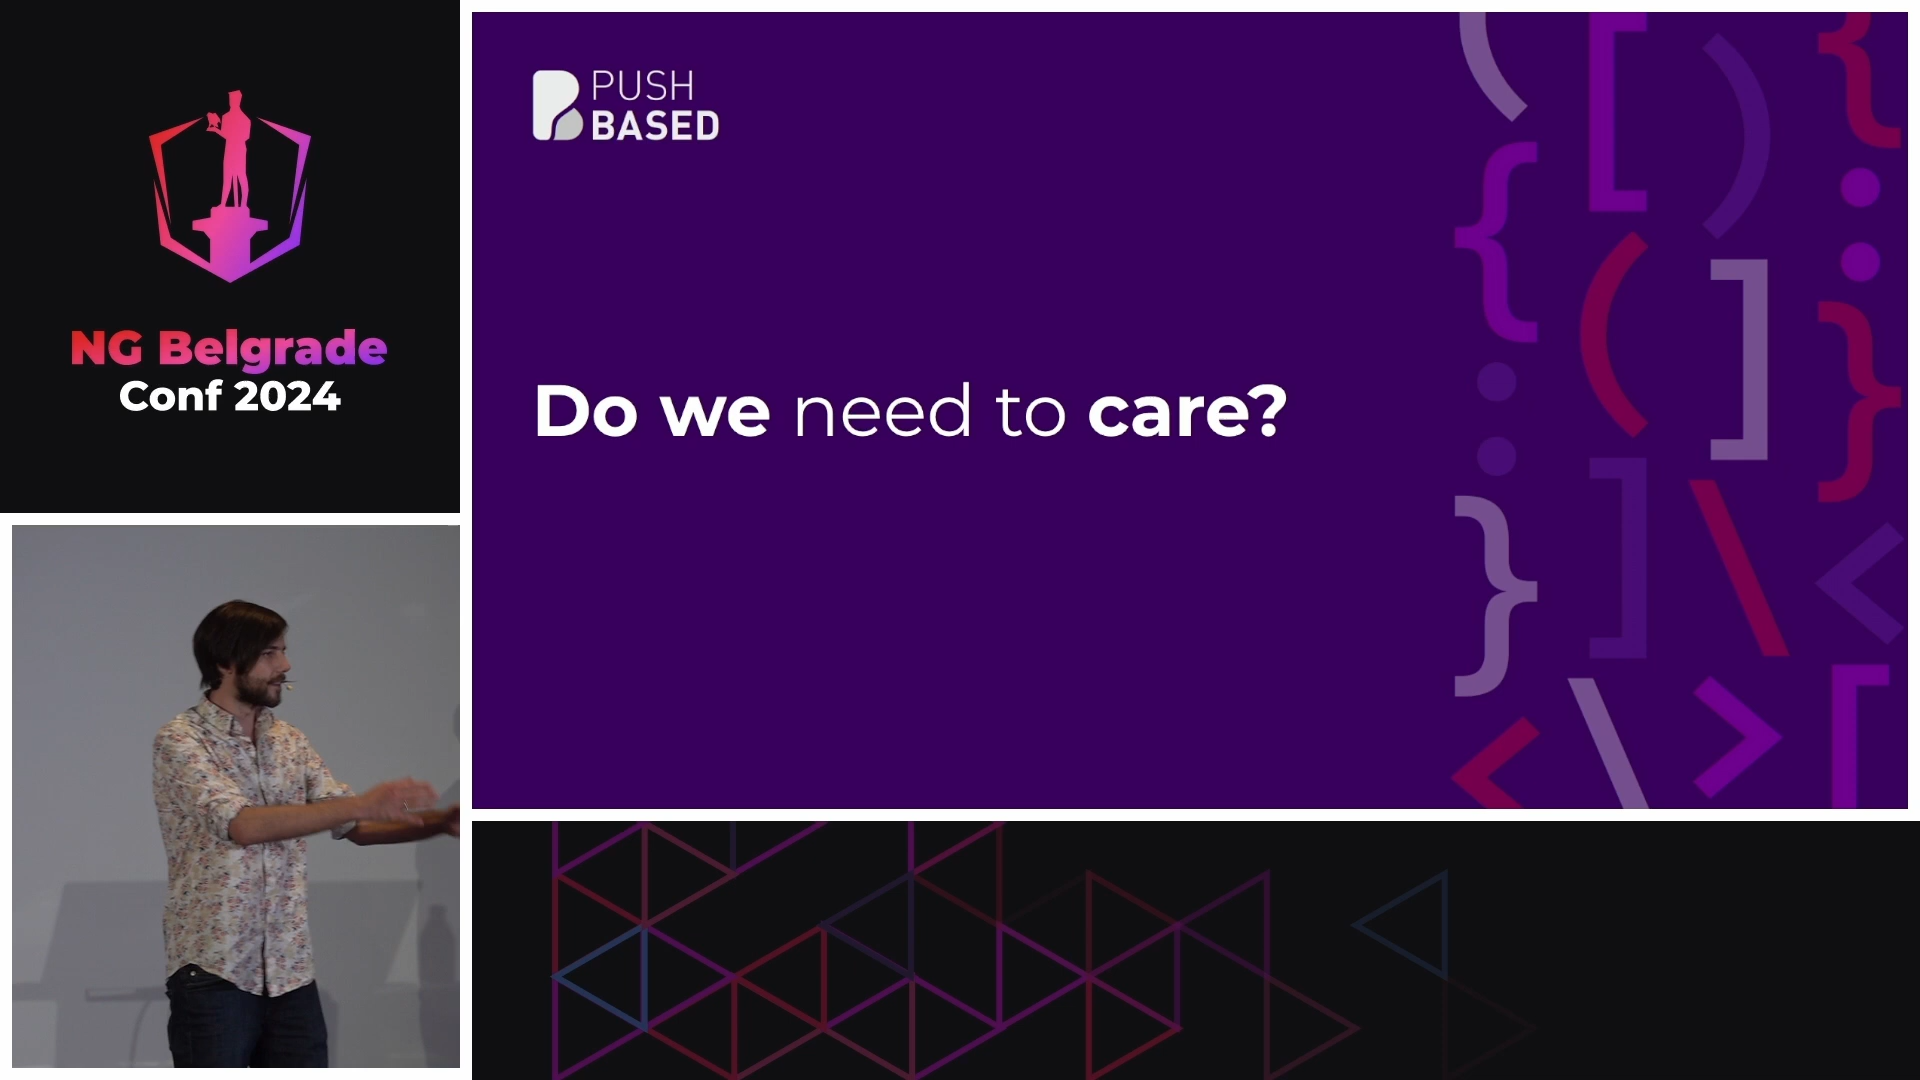 NG Belgrade
Conf 2024
PUSH
BASED
Do we need to care?